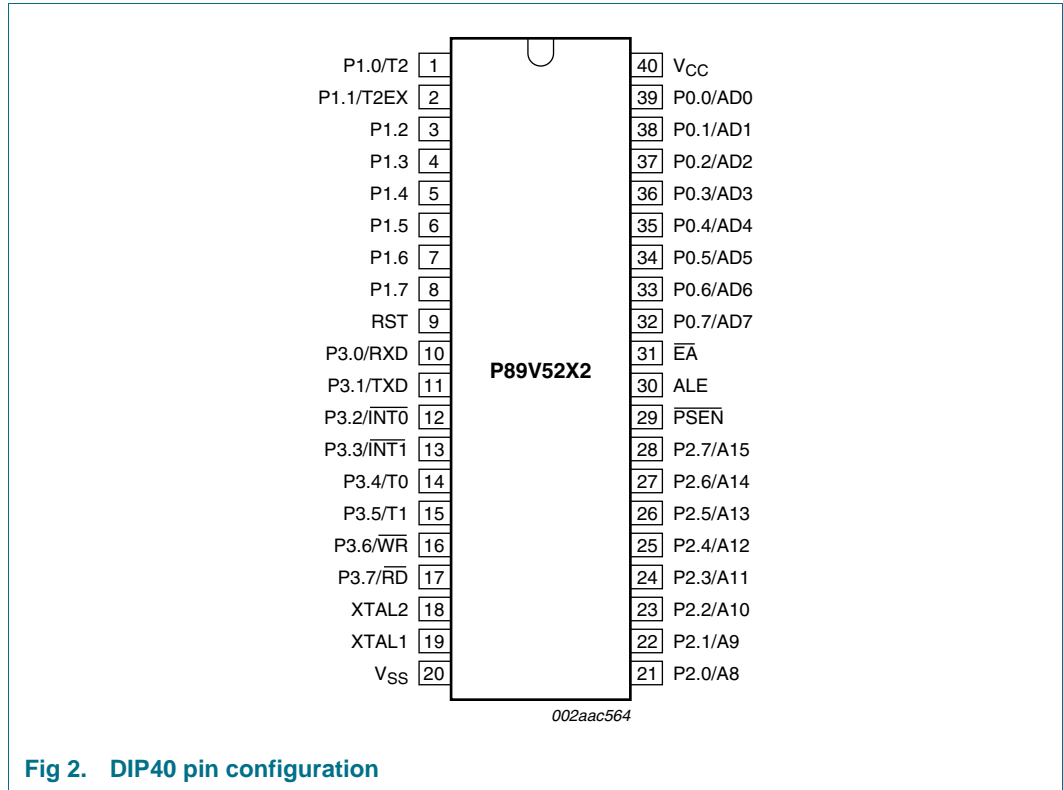 P1.0/T2 1 40 VCC
P1.1/T2EX 2 39 P0.0/AD0
P1.2 3 38 P0.1/AD1
P1.3 4 37 P0.2/AD2
P1.4 5 36 P0.3/AD3
P1.5 6 35 P0.4/AD4
P1.6 7 34 P0.5/AD5
P1.7 8 33 P0.6/AD6
RST 9 32 P0.7/AD7
P3.0/RXD 10 31 E̅A̅
P89V52X2
P3.1/TXD 11 30 ALE
P3.2/I̅N̅T̅0̅ 12 29 P̅S̅E̅N̅
P3.3/I̅N̅T̅1̅ 13 28 P2.7/A15
P3.4/T0 14 27 P2.6/A14
P3.5/T1 15 26 P2.5/A13
P3.6/W̅R̅ 16 25 P2.4/A12
P3.7/R̅D̅ 17 24 P2.3/A11
XTAL2 18 23 P2.2/A10
XTAL1 19 22 P2.1/A9
VSS 20 21 P2.0/A8
002aac564
Fig 2. DIP40 pin configuration